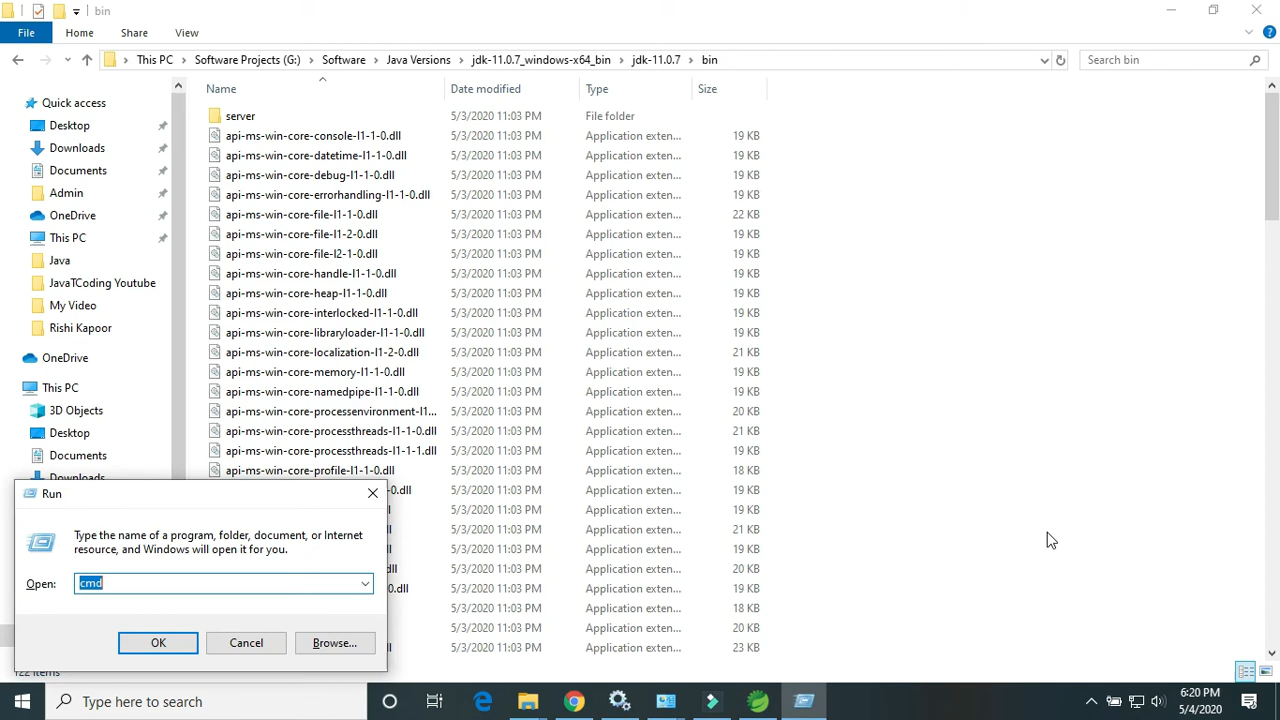 bin
File
Home
Share
View
This PC
Software Projects (G:)
Software
Java Versions
jdk-11.0.7_windows-x64_bin
jdk-11.0.7
bin
Search bin
Name
Date modified
Type
Size
Quick access
Desktop
Downloads
Documents
Admin
OneDrive
This PC
Java
JavaTCoding Youtube
My Video
Rishi Kapoor
OneDrive
This PC
3D Objects
Desktop
Documents
Downloads
server 5/3/2020 11:03 PM File folder
api-ms-win-core-console-l1-1-0.dll 5/3/2020 11:03 PM Application exten... 19 KB
api-ms-win-core-datetime-l1-1-0.dll 5/3/2020 11:03 PM Application exten... 19 KB
api-ms-win-core-debug-l1-1-0.dll 5/3/2020 11:03 PM Application exten... 19 KB
api-ms-win-core-errorhandling-l1-1-0.dll 5/3/2020 11:03 PM Application exten... 19 KB
api-ms-win-core-file-l1-1-0.dll 5/3/2020 11:03 PM Application exten... 22 KB
api-ms-win-core-file-l1-2-0.dll 5/3/2020 11:03 PM Application exten... 19 KB
api-ms-win-core-file-l2-1-0.dll 5/3/2020 11:03 PM Application exten... 19 KB
api-ms-win-core-handle-l1-1-0.dll 5/3/2020 11:03 PM Application exten... 19 KB
api-ms-win-core-heap-l1-1-0.dll 5/3/2020 11:03 PM Application exten... 19 KB
api-ms-win-core-interlocked-l1-1-0.dll 5/3/2020 11:03 PM Application exten... 19 KB
api-ms-win-core-libraryloader-l1-1-0.dll 5/3/2020 11:03 PM Application exten... 19 KB
api-ms-win-core-localization-l1-2-0.dll 5/3/2020 11:03 PM Application exten... 21 KB
api-ms-win-core-memory-l1-1-0.dll 5/3/2020 11:03 PM Application exten... 19 KB
api-ms-win-core-namedpipe-l1-1-0.dll 5/3/2020 11:03 PM Application exten... 19 KB
api-ms-win-core-processenvironment-l1... 5/3/2020 11:03 PM Application exten... 20 KB
api-ms-win-core-processthreads-l1-1-0.dll 5/3/2020 11:03 PM Application exten... 21 KB
api-ms-win-core-processthreads-l1-1-1.dll 5/3/2020 11:03 PM Application exten... 19 KB
api-ms-win-core-profile-l1-1-0.dll 5/3/2020 11:03 PM Application exten... 18 KB
0.dll 5/3/2020 11:03 PM Application exten... 19 KB
5/3/2020 11:03 PM Application exten... 19 KB
5/3/2020 11:03 PM Application exten... 21 KB
5/3/2020 11:03 PM Application exten... 19 KB
dll 5/3/2020 11:03 PM Application exten... 20 KB
0.dll 5/3/2020 11:03 PM Application exten... 19 KB
5/3/2020 11:03 PM Application exten... 18 KB
5/3/2020 11:03 PM Application exten... 20 KB
5/3/2020 11:03 PM Application exten... 23 KB
Run
Type the name of a program, folder, document, or Internet
resource, and Windows will open it for you.
Open: cmd
OK
Cancel
Browse...
122 items
Type here to search
6:20 PM
5/4/2020